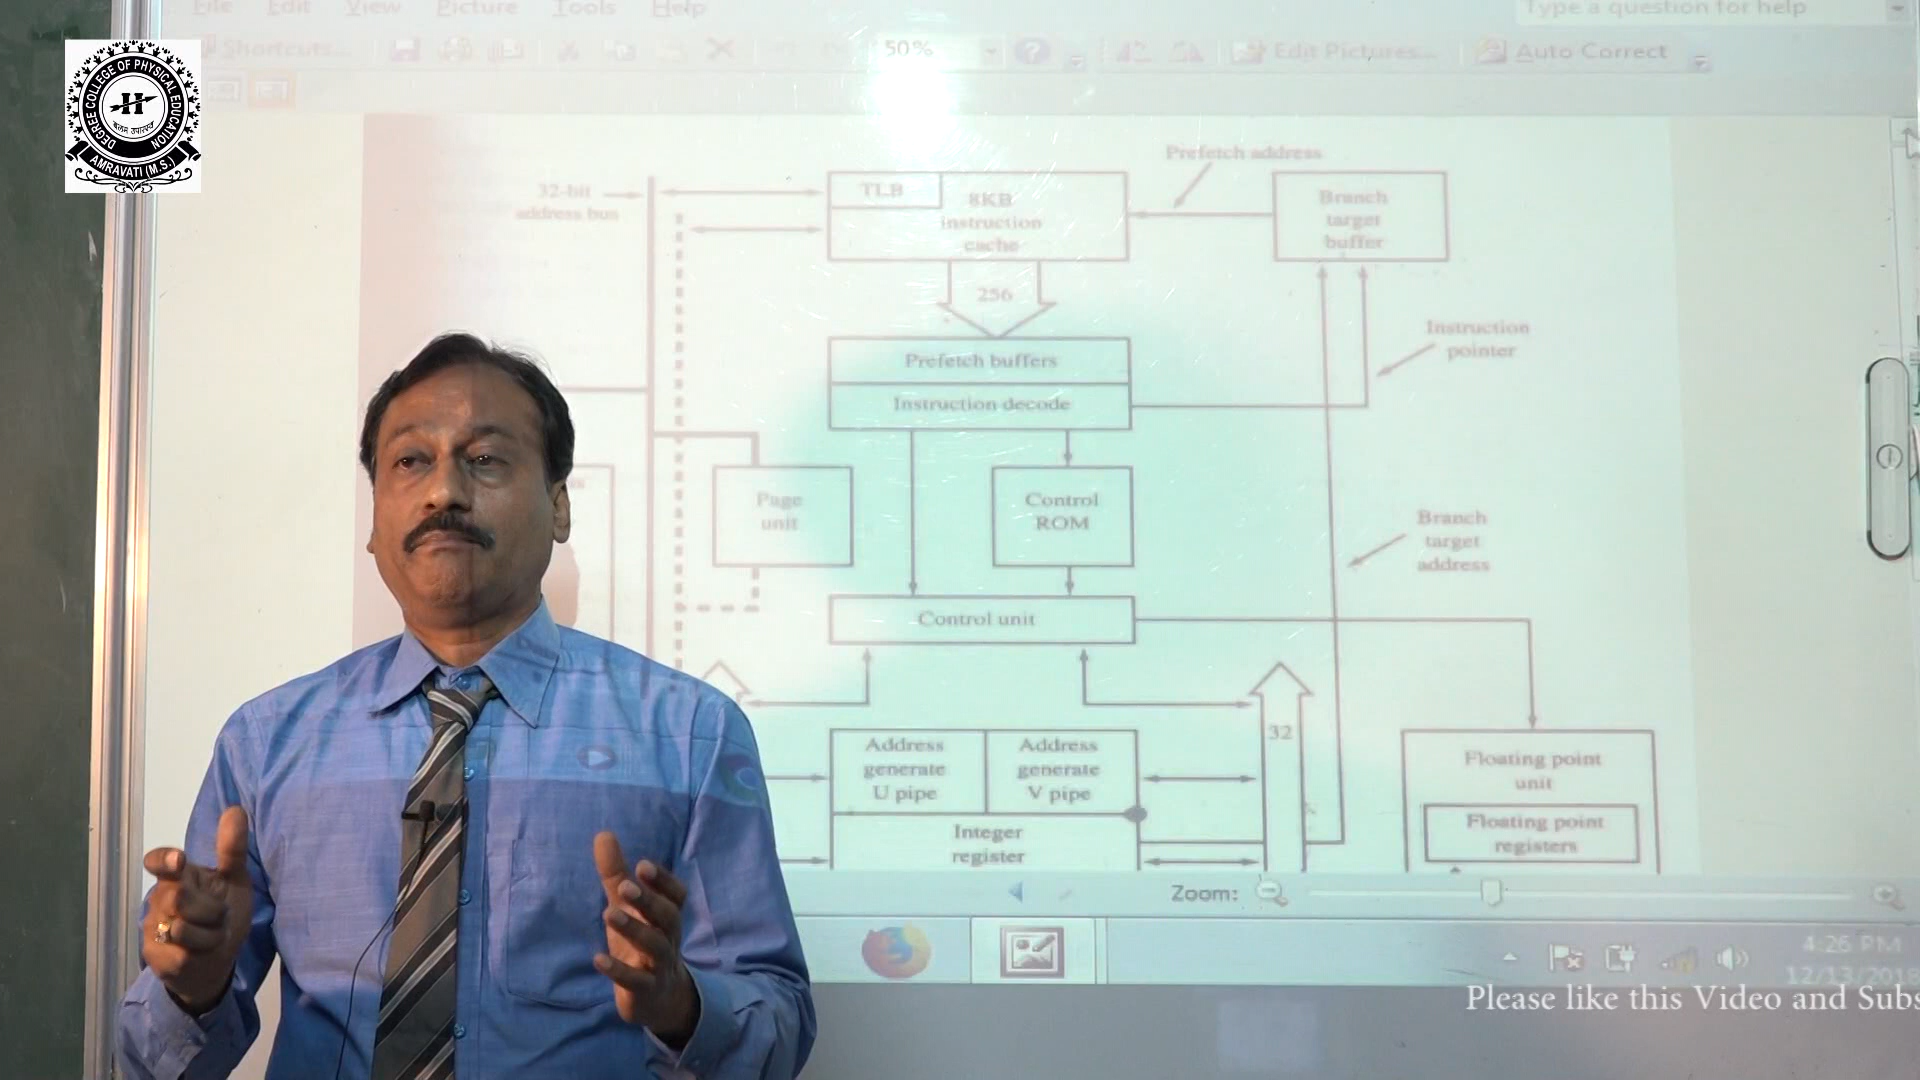 File Edit View Picture Tools Help
Type a question for help
Shortcuts...
50%
Edit Pictures...
Auto Correct
DEGREE COLLEGE OF PHYSICAL EDUCATION
AMRAVATI (M.S.)
Prefetch address
32-bit
address bus
TLB
8KB
instruction
cache
Branch
target
buffer
256
Instruction
pointer
Prefetch buffers
Instruction decode
Page
unit
Control
ROM
Branch
target
address
Control unit
32
Address
generate
U pipe
Address
generate
V pipe
Floating point
unit
Integer
register
Floating point
registers
Zoom:
4:26 PM
12/13/2018
Please like this Video and Subs